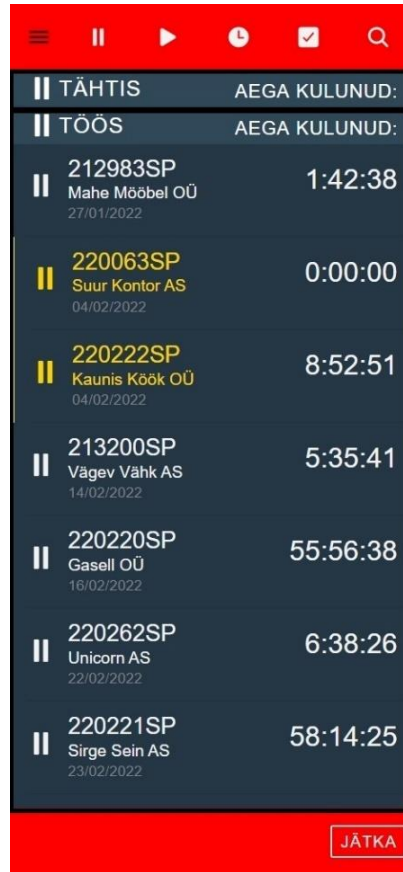 TÄHTIS AEGA KULUNUD:
TÖÖS AEGA KULUNUD:
212983SP 1:42:38
Mahe Mööbel OÜ
27/01/2022
220063SP 0:00:00
Suur Kontor AS
04/02/2022
220222SP 8:52:51
Kaunis Köök OÜ
04/02/2022
213200SP 5:35:41
Vägev Vähk AS
14/02/2022
220220SP 55:56:38
Gasell OÜ
16/02/2022
220262SP 6:38:26
Unicorn AS
22/02/2022
220221SP 58:14:25
Sirge Sein AS
23/02/2022
JÄTKA